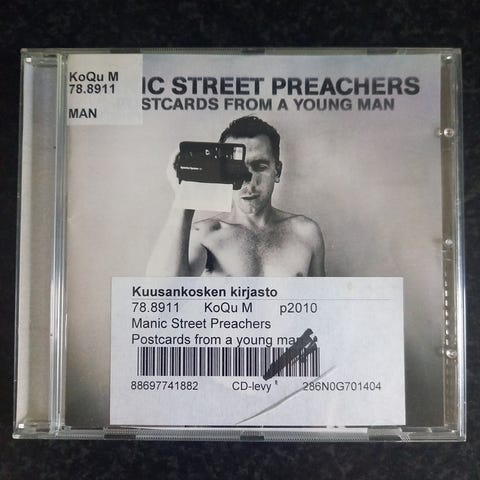 KoQu M
78.8911
MAN
NIC STREET PREACHERS
POSTCARDS FROM A YOUNG MAN
Kuusankosken kirjasto
78.8911 KoQu M p2010
Manic Street Preachers
Postcards from a young man
88697741882 CD-levy 286N0G701404